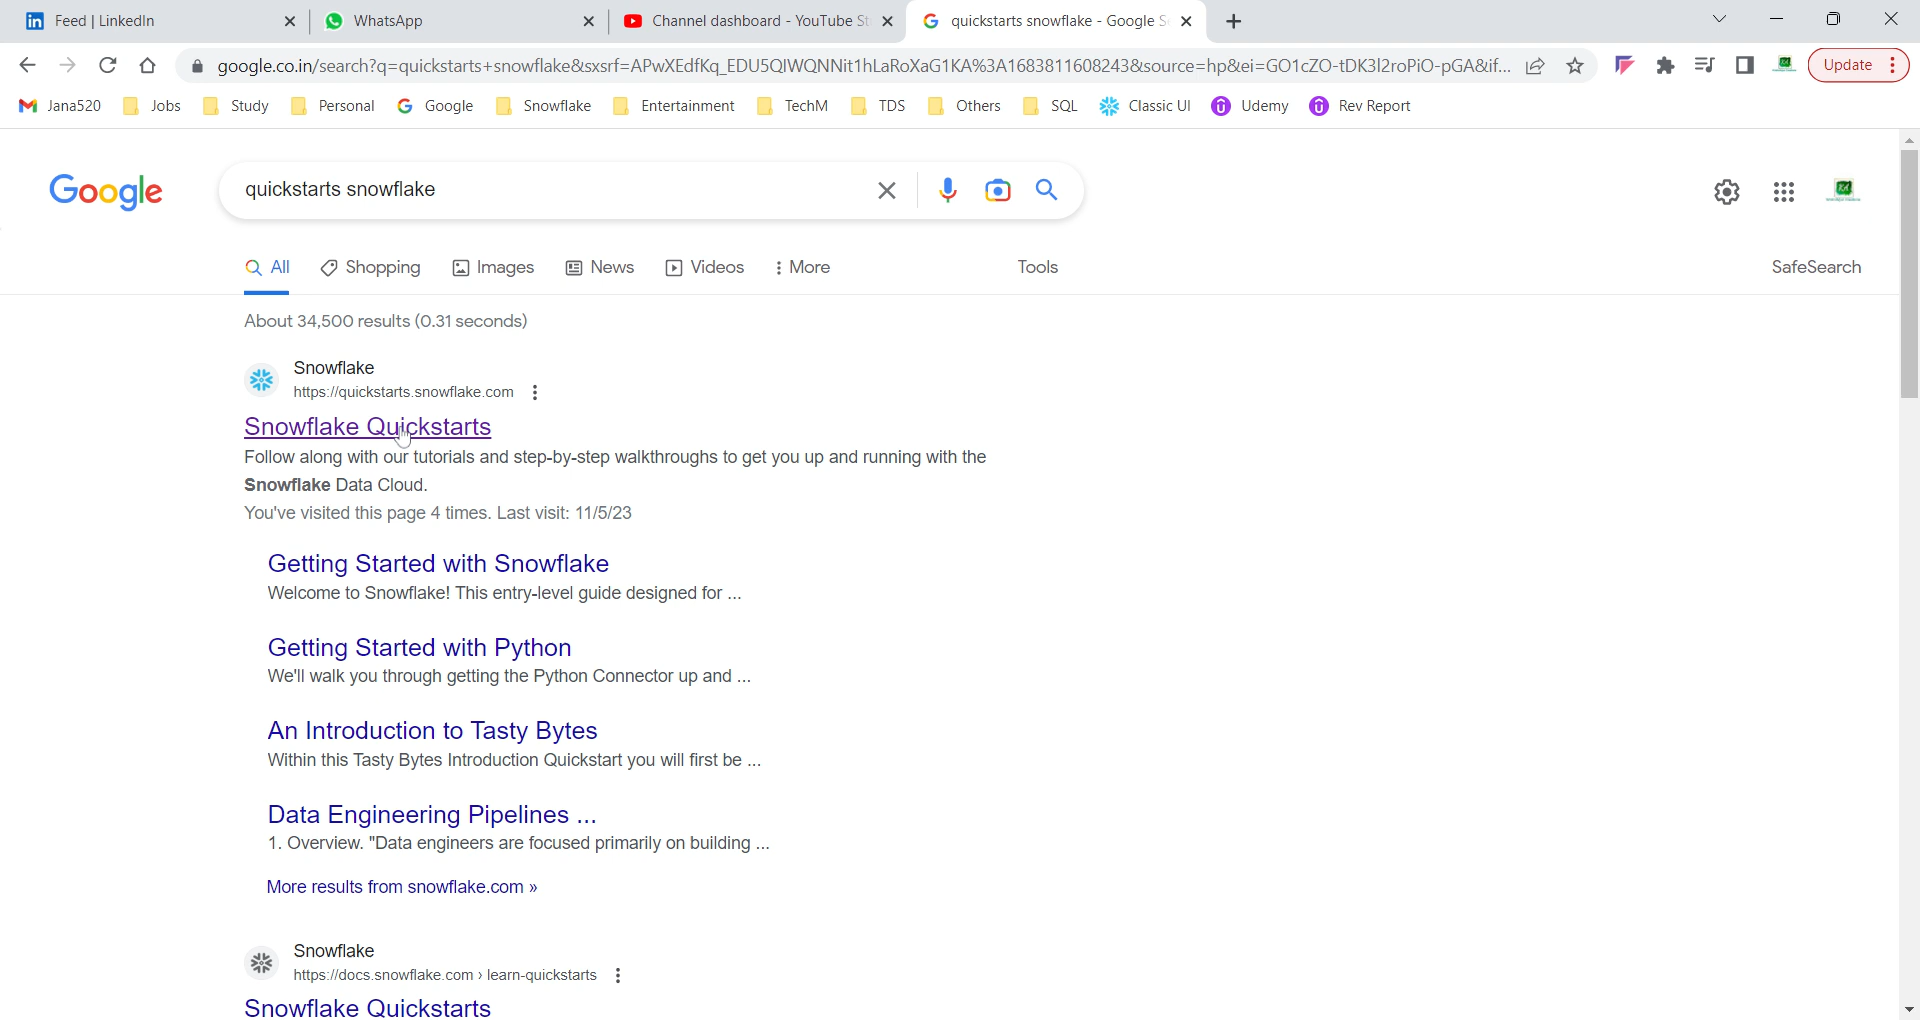 Feed | LinkedIn
WhatsApp
Channel dashboard - YouTube St
quickstarts snowflake - Google Se
google.co.in/search?q=quickstarts+snowflake&sxsrf=APwXEdfKq_EDU5QIWQNNit1hLaRoXaG1KA%3A1683811608243&source=hp&ei=GO1cZO-tDK3l2roPiO-pGA&if...
Update
Jana520
Jobs
Study
Personal
Google
Snowflake
Entertainment
TechM
TDS
Others
SQL
Classic UI
Udemy
Rev Report
Google
quickstarts snowflake
All
Shopping
Images
News
Videos
More
Tools
SafeSearch
About 34,500 results (0.31 seconds)
Snowflake
https://quickstarts.snowflake.com
Snowflake Quickstarts
Follow along with our tutorials and step-by-step walkthroughs to get you up and running with the
Snowflake Data Cloud.
You've visited this page 4 times. Last visit: 11/5/23
Getting Started with Snowflake
Welcome to Snowflake! This entry-level guide designed for ...
Getting Started with Python
We'll walk you through getting the Python Connector up and ...
An Introduction to Tasty Bytes
Within this Tasty Bytes Introduction Quickstart you will first be ...
Data Engineering Pipelines ...
1. Overview. "Data engineers are focused primarily on building ...
More results from snowflake.com »
Snowflake
https://docs.snowflake.com › learn-quickstarts
Snowflake Quickstarts